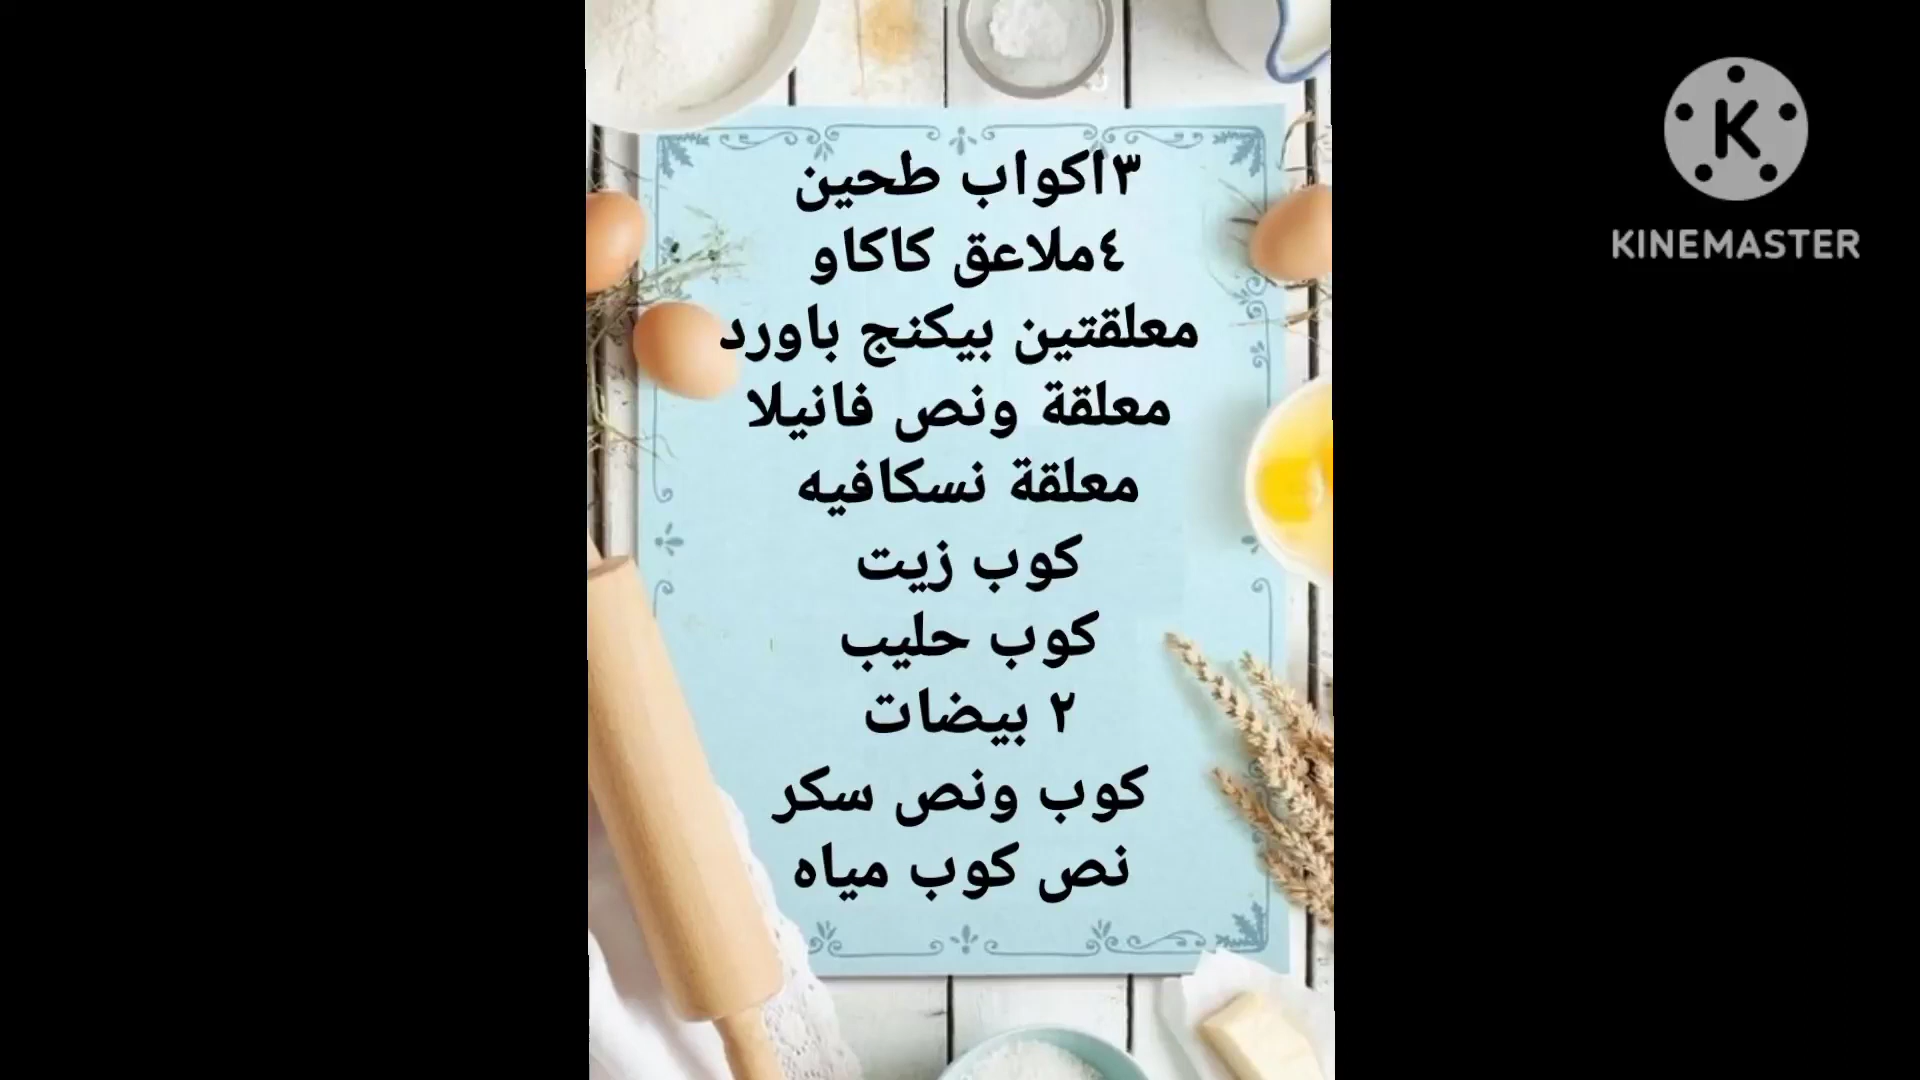 ٣اكواب طحين
٤ملاعق كاكاو
معلقتين بيكنج باورد
معلقة ونص فانيلا
معلقة نسكافيه
كوب زيت
كوب حليب
٢ بيضات
كوب ونص سكر
نص كوب مياه
K
KINEMASTER